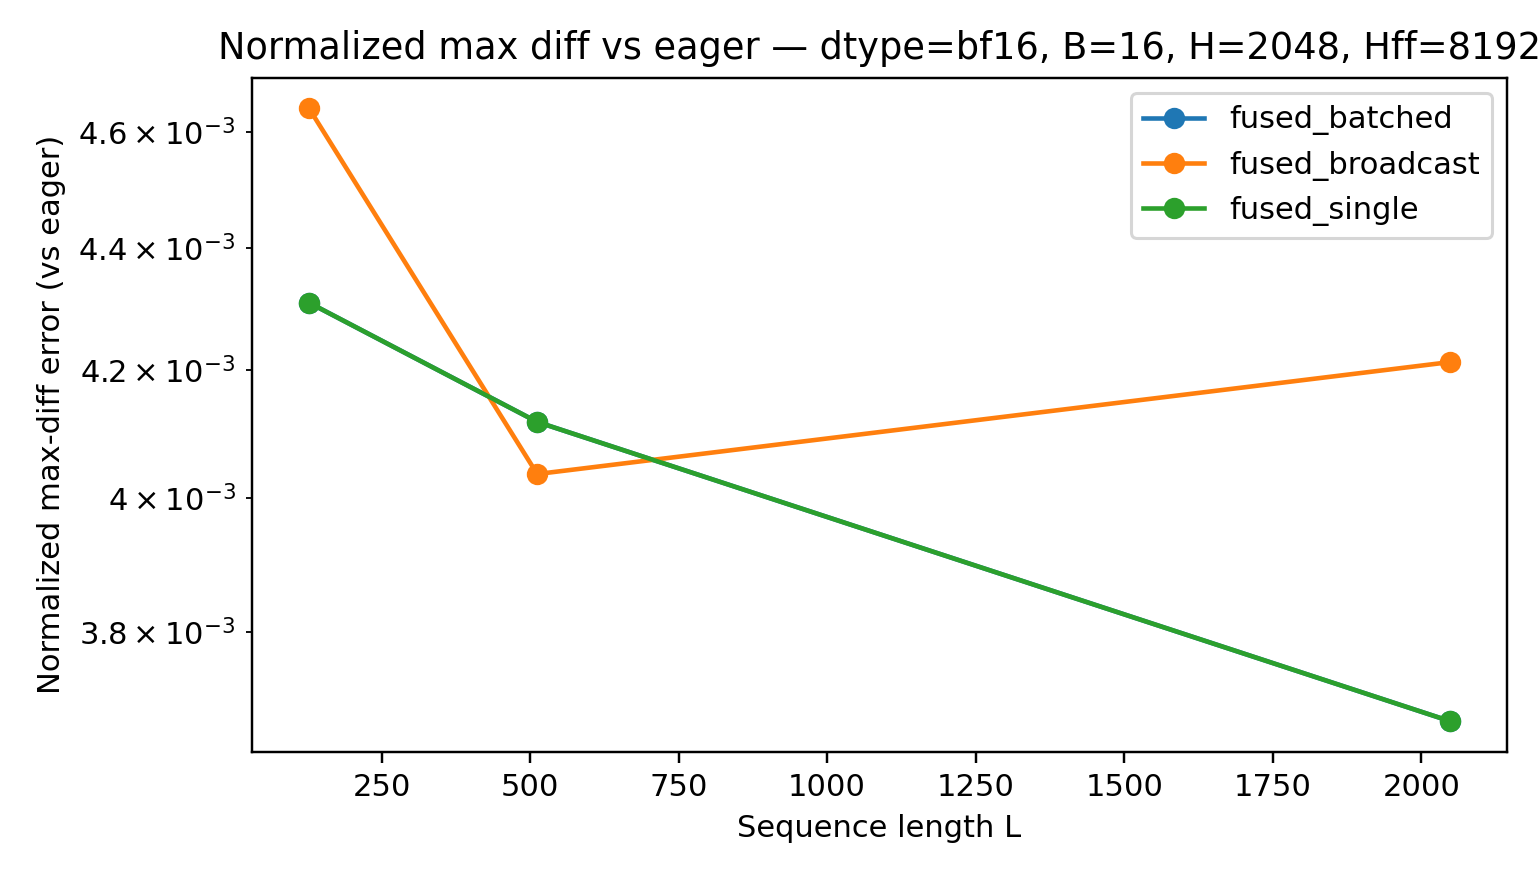 Normalized max diff vs eager — dtype=bf16, B=16, H=2048, Hff=8192
Normalized max-diff error (vs eager)
4.6 × 10⁻³
4.4 × 10⁻³
4.2 × 10⁻³
4 × 10⁻³
3.8 × 10⁻³
fused_batched
fused_broadcast
fused_single
250 500 750 1000 1250 1500 1750 2000
Sequence length L